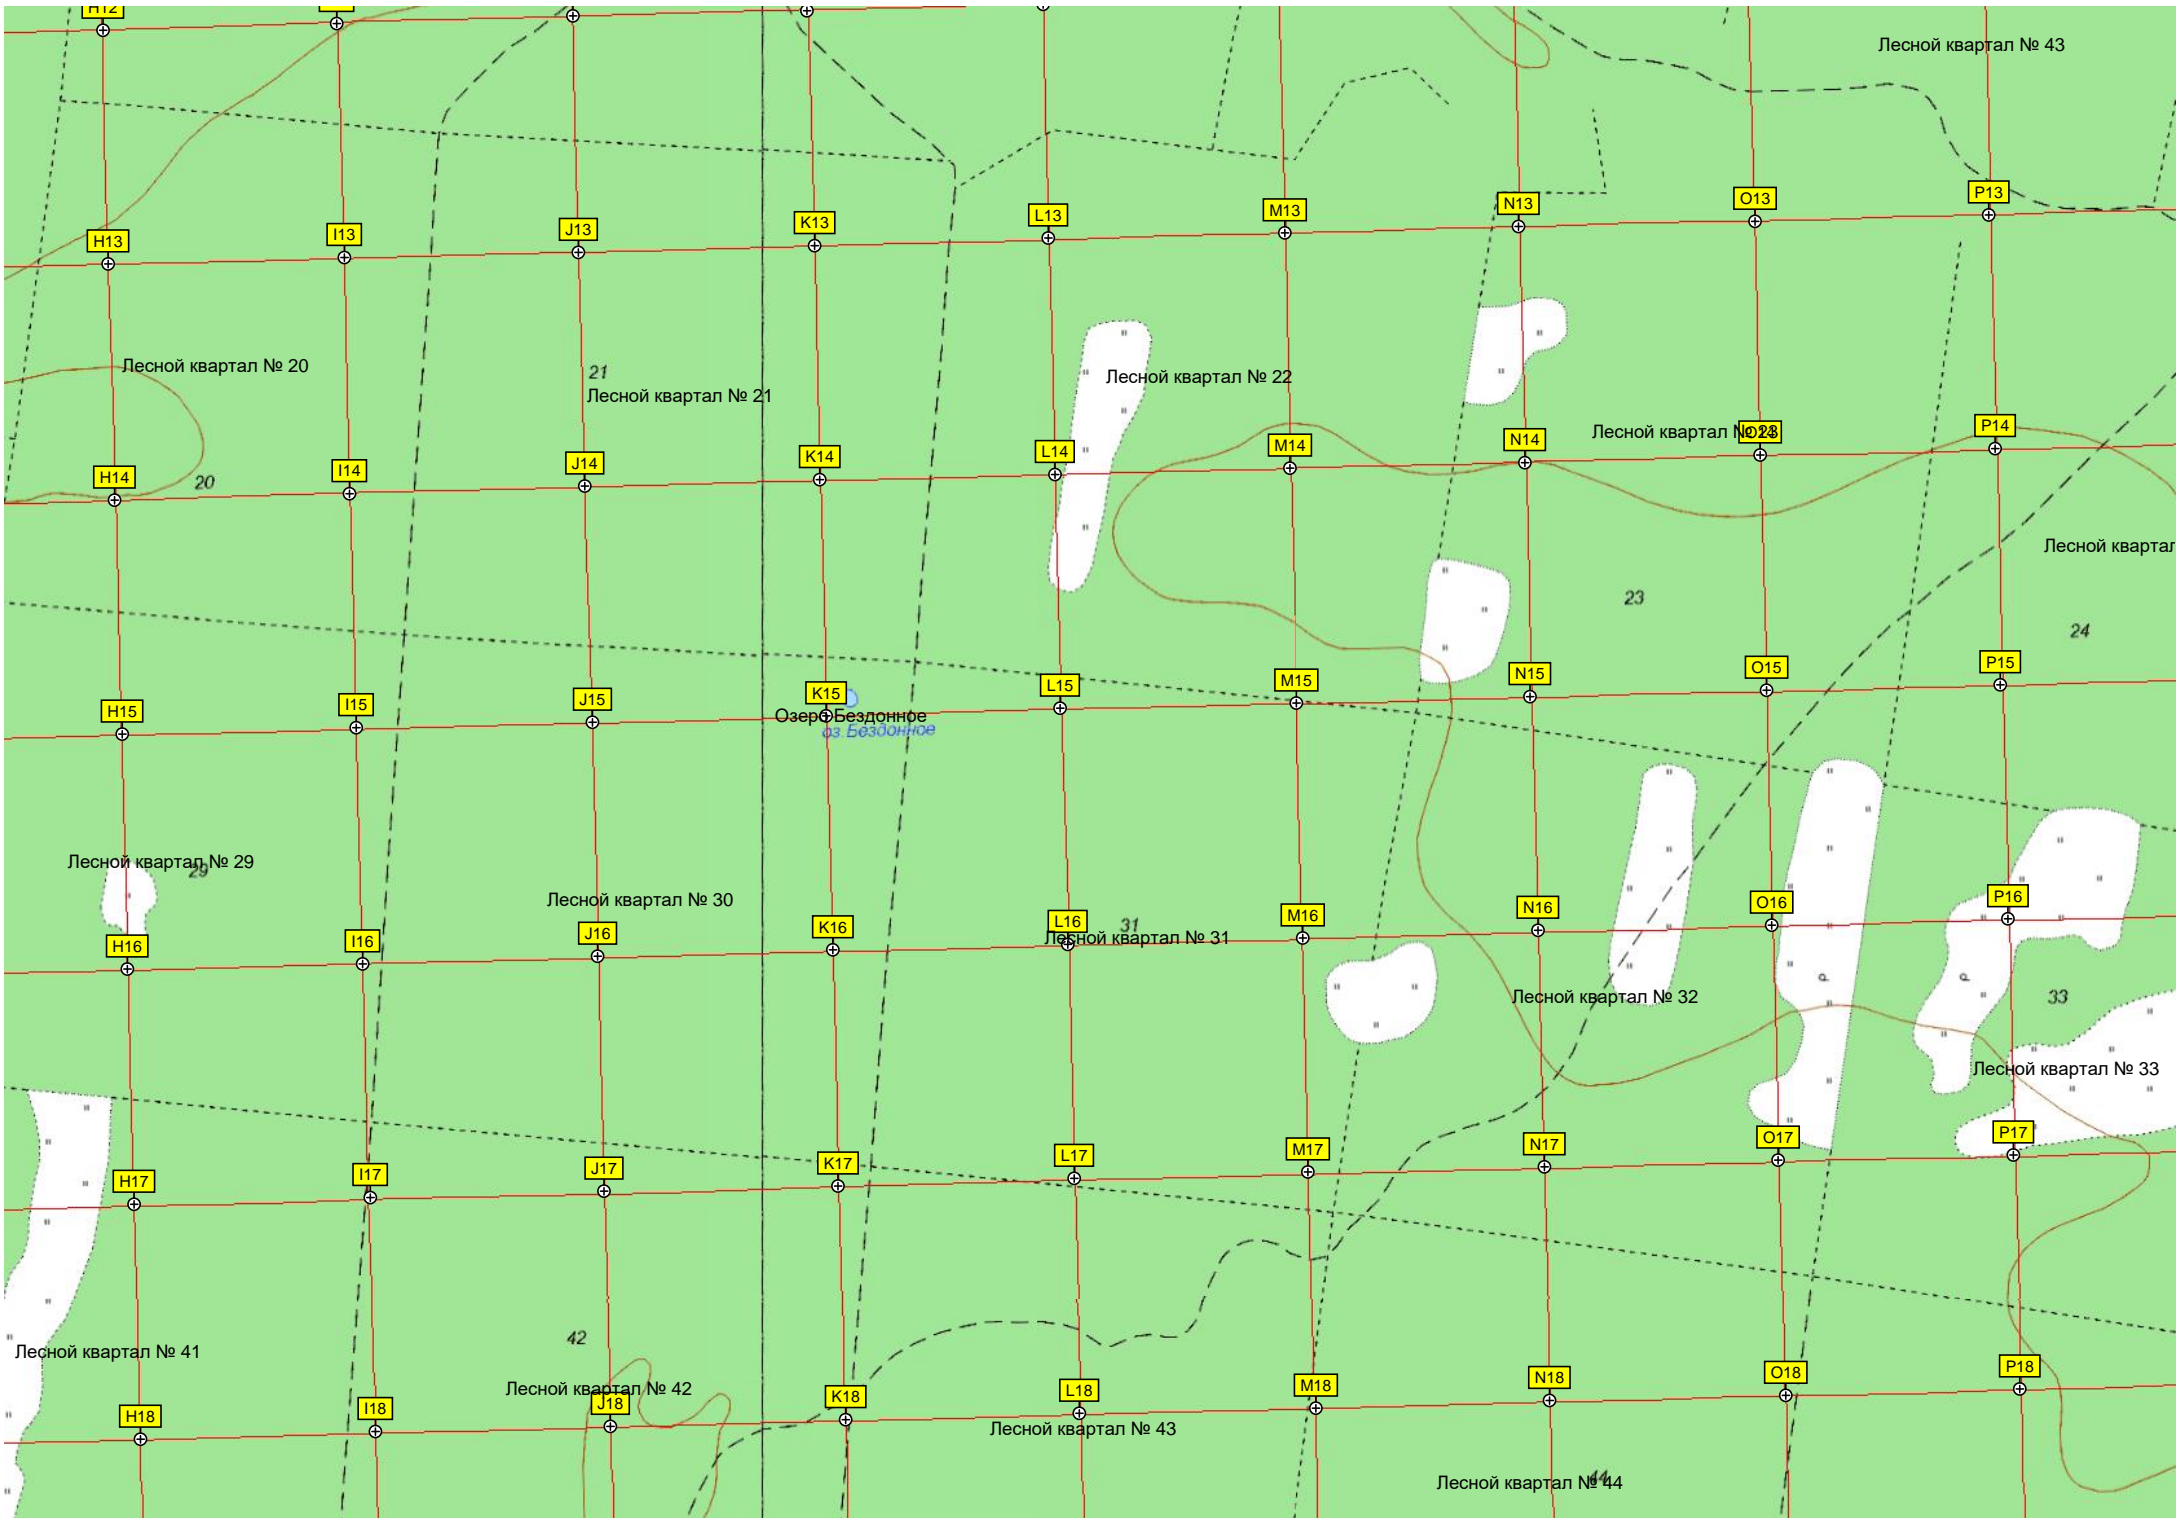 H12
Лесной квартал № 43
H13
I13
J13
K13
L13
M13
N13
O13
P13
Лесной квартал № 20
21
Лесной квартал № 21
Лесной квартал № 22
Лесной квартал № 23
O14
H14
I14
J14
K14
L14
M14
N14
P14
20
Лесной квартал
23
24
H15
I15
J15
K15
L15
M15
N15
O15
P15
Озеро Бездонное
оз.Бездонное
Лесной квартал № 29
29
Лесной квартал № 30
31
Лесной квартал № 31
H16
I16
J16
K16
L16
M16
N16
O16
P16
Лесной квартал № 32
р
р
33
Лесной квартал № 33
H17
I17
J17
K17
L17
M17
N17
O17
P17
42
Лесной квартал № 41
Лесной квартал № 42
H18
I18
J18
K18
L18
M18
N18
O18
P18
Лесной квартал № 43
Лесной квартал № 44
44